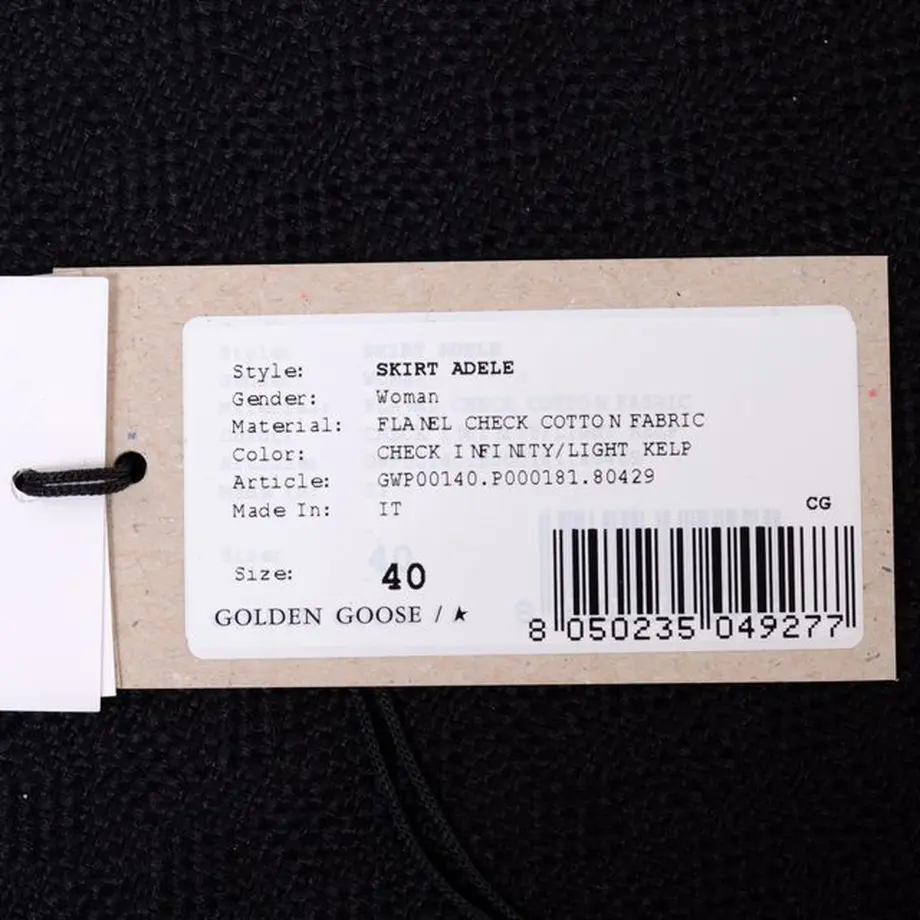 Style: SKIRT ADELE
Gender: Woman
Material: FLANEL CHECK COTTON FABRIC
Color: CHECK INFINITY/LIGHT KELP
Article: GWP00140.P000181.80429
Made In: IT
CG
Size: 40
GOLDEN GOOSE / ★
8 050235 049277